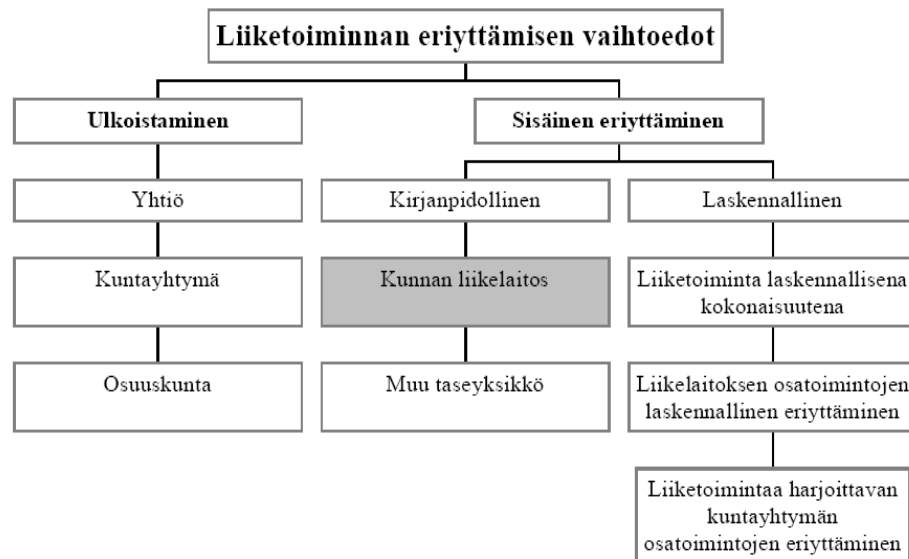 Liiketoiminnan eriyttämisen vaihtoedot
Ulkoistaminen
Sisäinen eriyttäminen
Yhtiö
Kirjanpidollinen
Laskennallinen
Kuntayhtymä
Kunnan liikelaitos
Liiketoiminta laskennallisena
kokonaisuutena
Osuuskunta
Muu taseyksikkö
Liikelaitoksen osatoimintojen
laskennallinen eriyttäminen
Liiketoimintaa harjoittavan
kuntayhtymän
osatoimintojen eriyttäminen